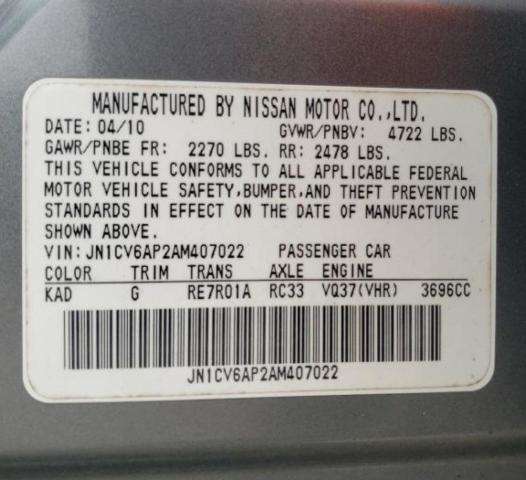 MANUFACTURED BY NISSAN MOTOR CO.,LTD.
DATE: 04/10 GVWR/PNBV: 4722 LBS.
GAWR/PNBE FR: 2270 LBS. RR: 2478 LBS.
THIS VEHICLE CONFORMS TO ALL APPLICABLE FEDERAL
MOTOR VEHICLE SAFETY,BUMPER,AND THEFT PREVENTION
STANDARDS IN EFFECT ON THE DATE OF MANUFACTURE
SHOWN ABOVE.
VIN: JN1CV6AP2AM407022 PASSENGER CAR
COLOR TRIM TRANS AXLE ENGINE
KAD G RE7R01A RC33 VQ37(VHR) 3696CC
JN1CV6AP2AM407022